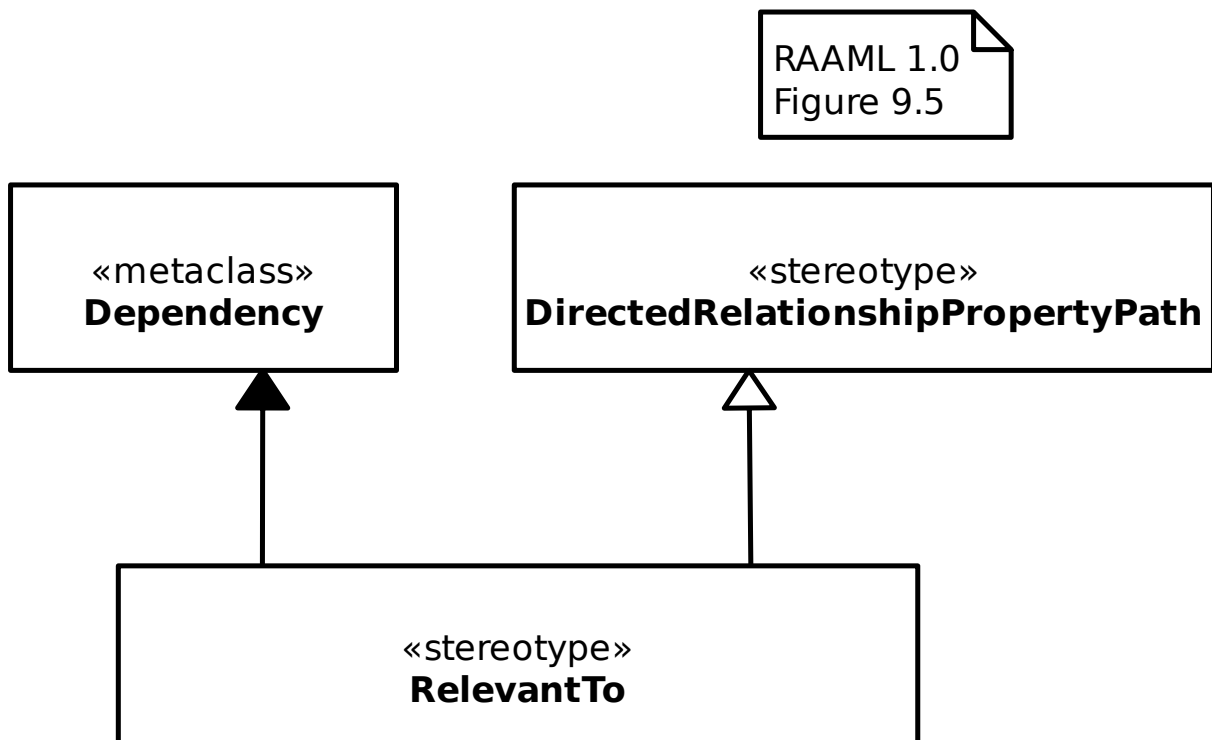 RAAML 1.0
Figure 9.5
«metaclass»
Dependency
«stereotype»
DirectedRelationshipPropertyPath
«stereotype»
RelevantTo